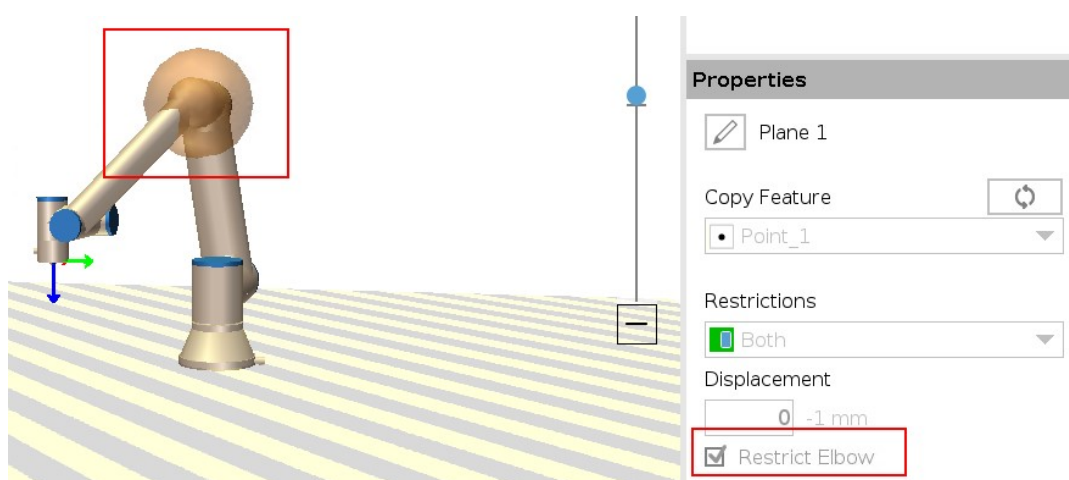 Properties
Plane 1
Copy Feature
Point_1
Restrictions
Both
Displacement
0 -1 mm
Restrict Elbow